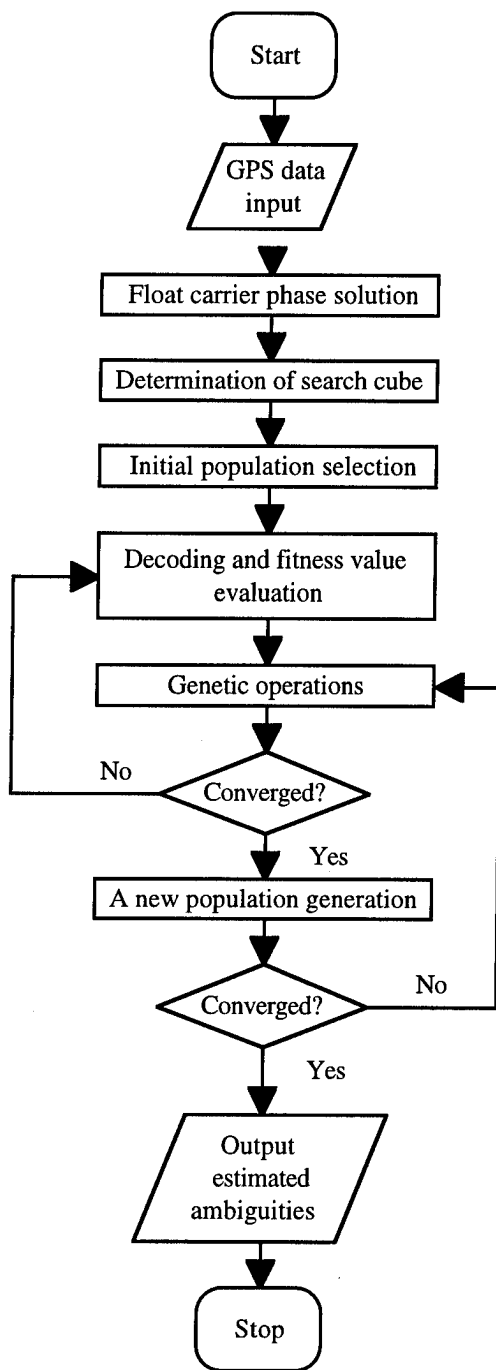 Start
GPS data
input
Float carrier phase solution
Determination of search cube
Initial population selection
Decoding and fitness value
evaluation
Genetic operations
No
Converged?
Yes
A new population generation
Converged?
No
Yes
Output
estimated
ambiguities
Stop